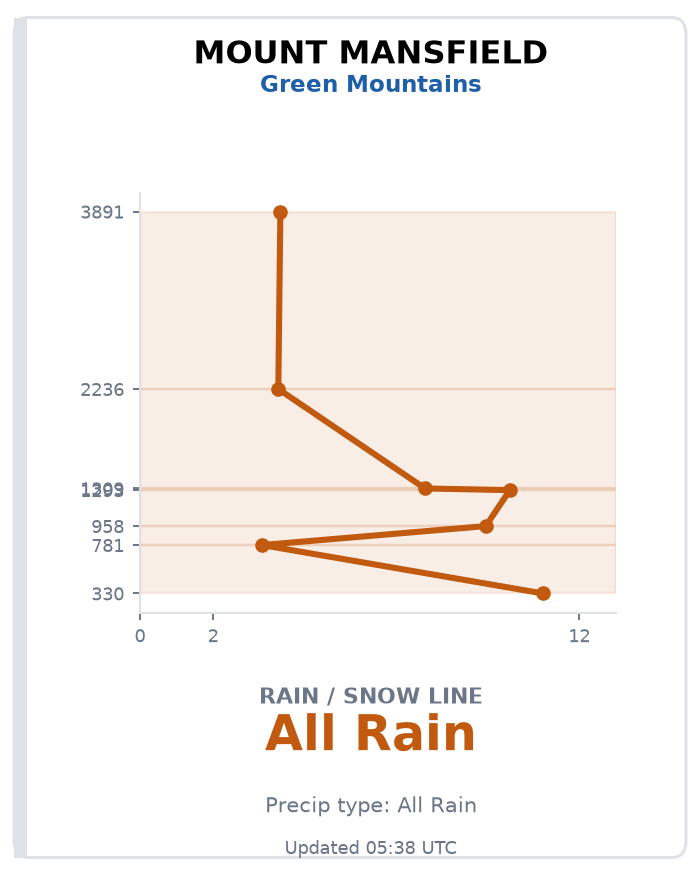 MOUNT MANSFIELD
Green Mountains
3891
2236
958
781
330
0 2 12
RAIN / SNOW LINE
All Rain
Precip type: All Rain
Updated 05:38 UTC